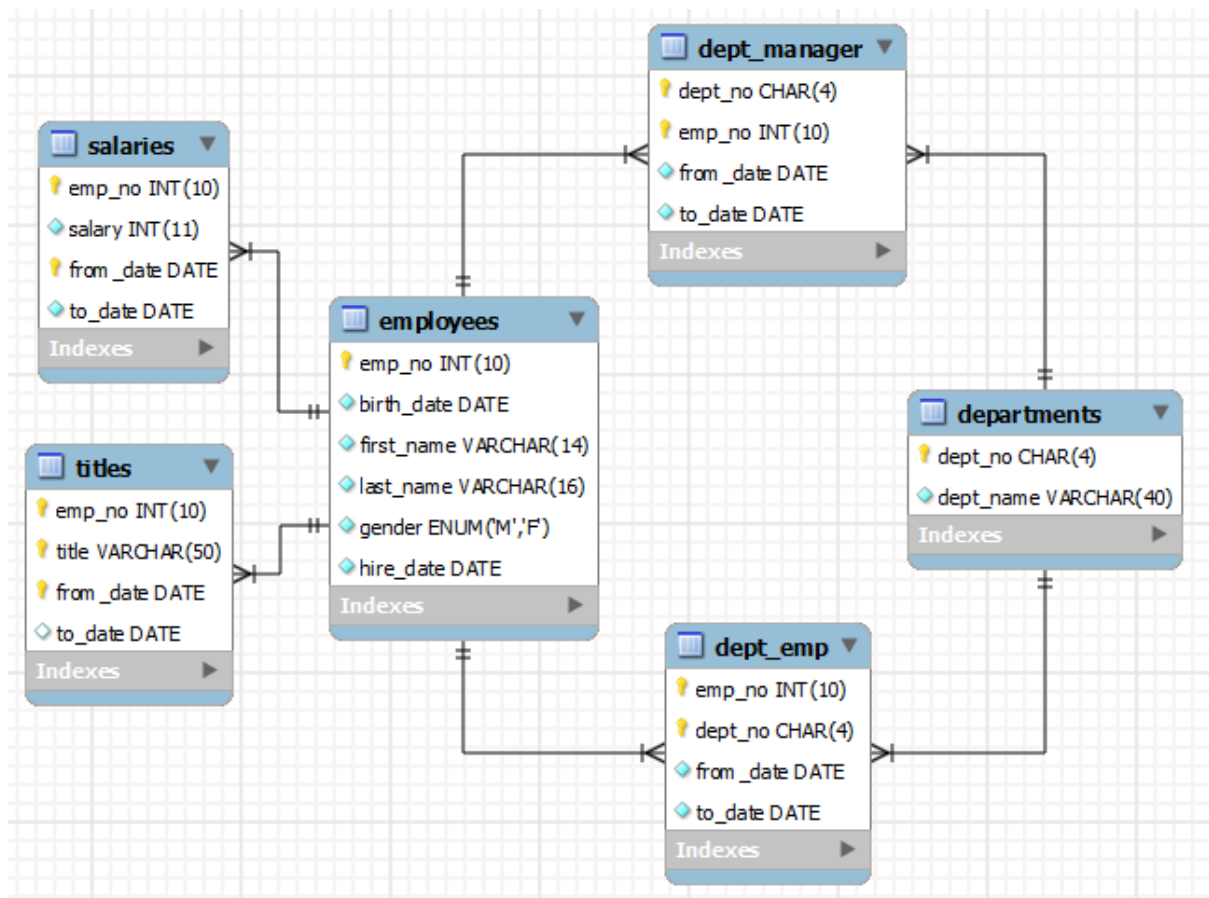 dept_manager
dept_no CHAR(4)
emp_no INT(10)
from_date DATE
to_date DATE
Indexes
salaries
emp_no INT(10)
salary INT(11)
from_date DATE
to_date DATE
Indexes
employees
emp_no INT(10)
birth_date DATE
first_name VARCHAR(14)
last_name VARCHAR(16)
gender ENUM('M','F')
hire_date DATE
Indexes
departments
dept_no CHAR(4)
dept_name VARCHAR(40)
Indexes
titles
emp_no INT(10)
title VARCHAR(50)
from_date DATE
to_date DATE
Indexes
dept_emp
emp_no INT(10)
dept_no CHAR(4)
from_date DATE
to_date DATE
Indexes